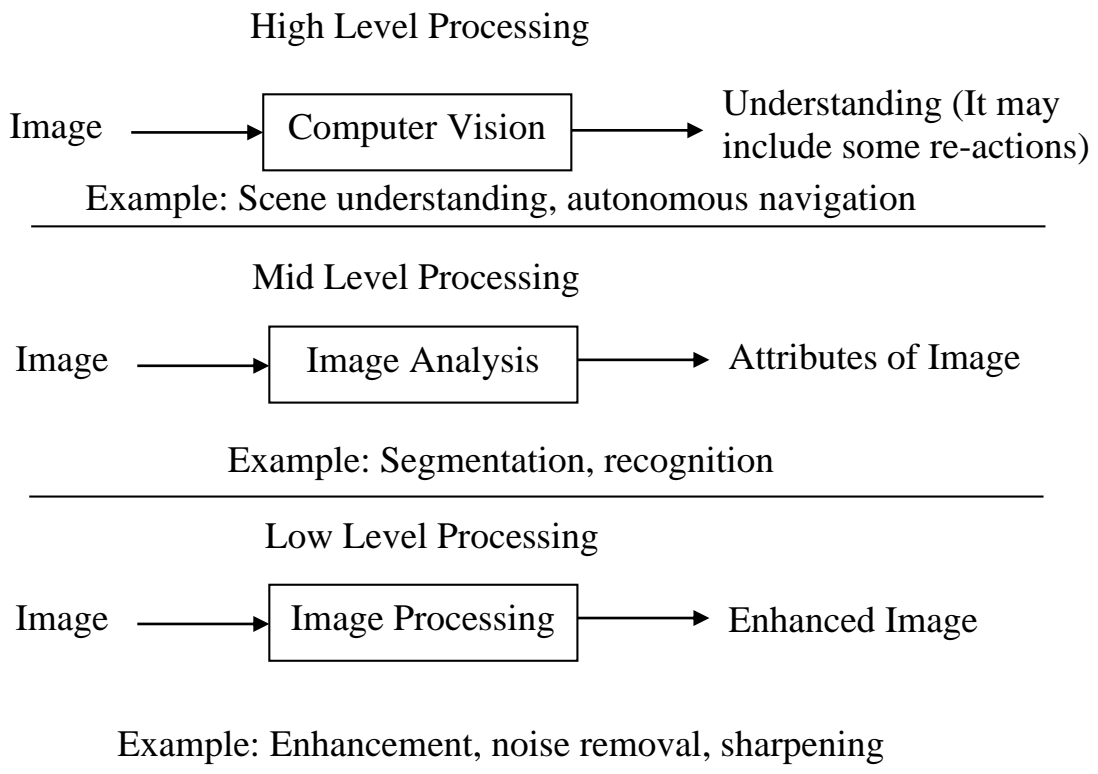 High Level Processing
Image
Computer Vision
Understanding (It may
include some re-actions)
Example: Scene understanding, autonomous navigation
Mid Level Processing
Image
Image Analysis
Attributes of Image
Example: Segmentation, recognition
Low Level Processing
Image
Image Processing
Enhanced Image
Example: Enhancement, noise removal, sharpening